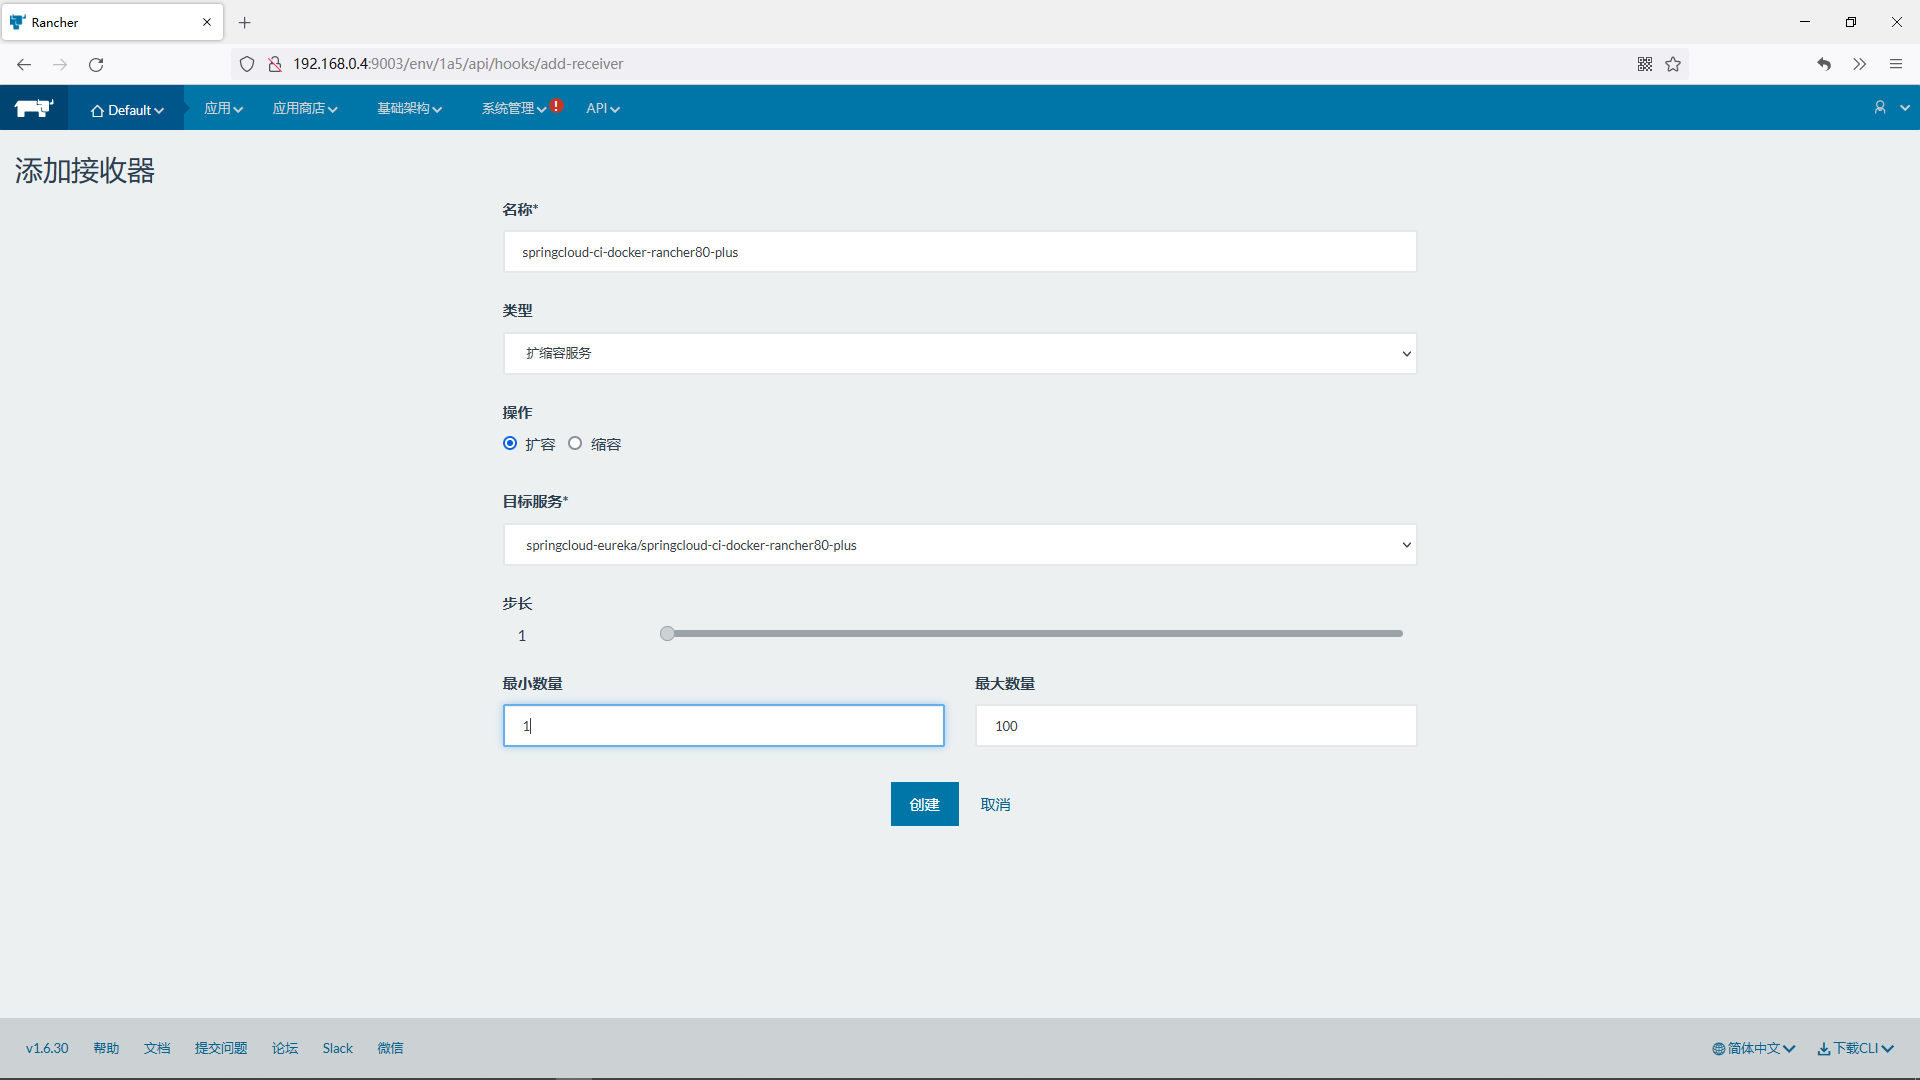 Rancher
192.168.0.4:9003/env/1a5/api/hooks/add-receiver
Default 应用 应用商店 基础架构 系统管理 ! API
添加接收器
名称*
springcloud-ci-docker-rancher80-plus
类型
扩缩容服务
操作
扩容 缩容
目标服务*
springcloud-eureka/springcloud-ci-docker-rancher80-plus
步长
1
最小数量 最大数量
1 100
创建 取消
v1.6.30 帮助 文档 提交问题 论坛 Slack 微信 简体中文 下载CLI